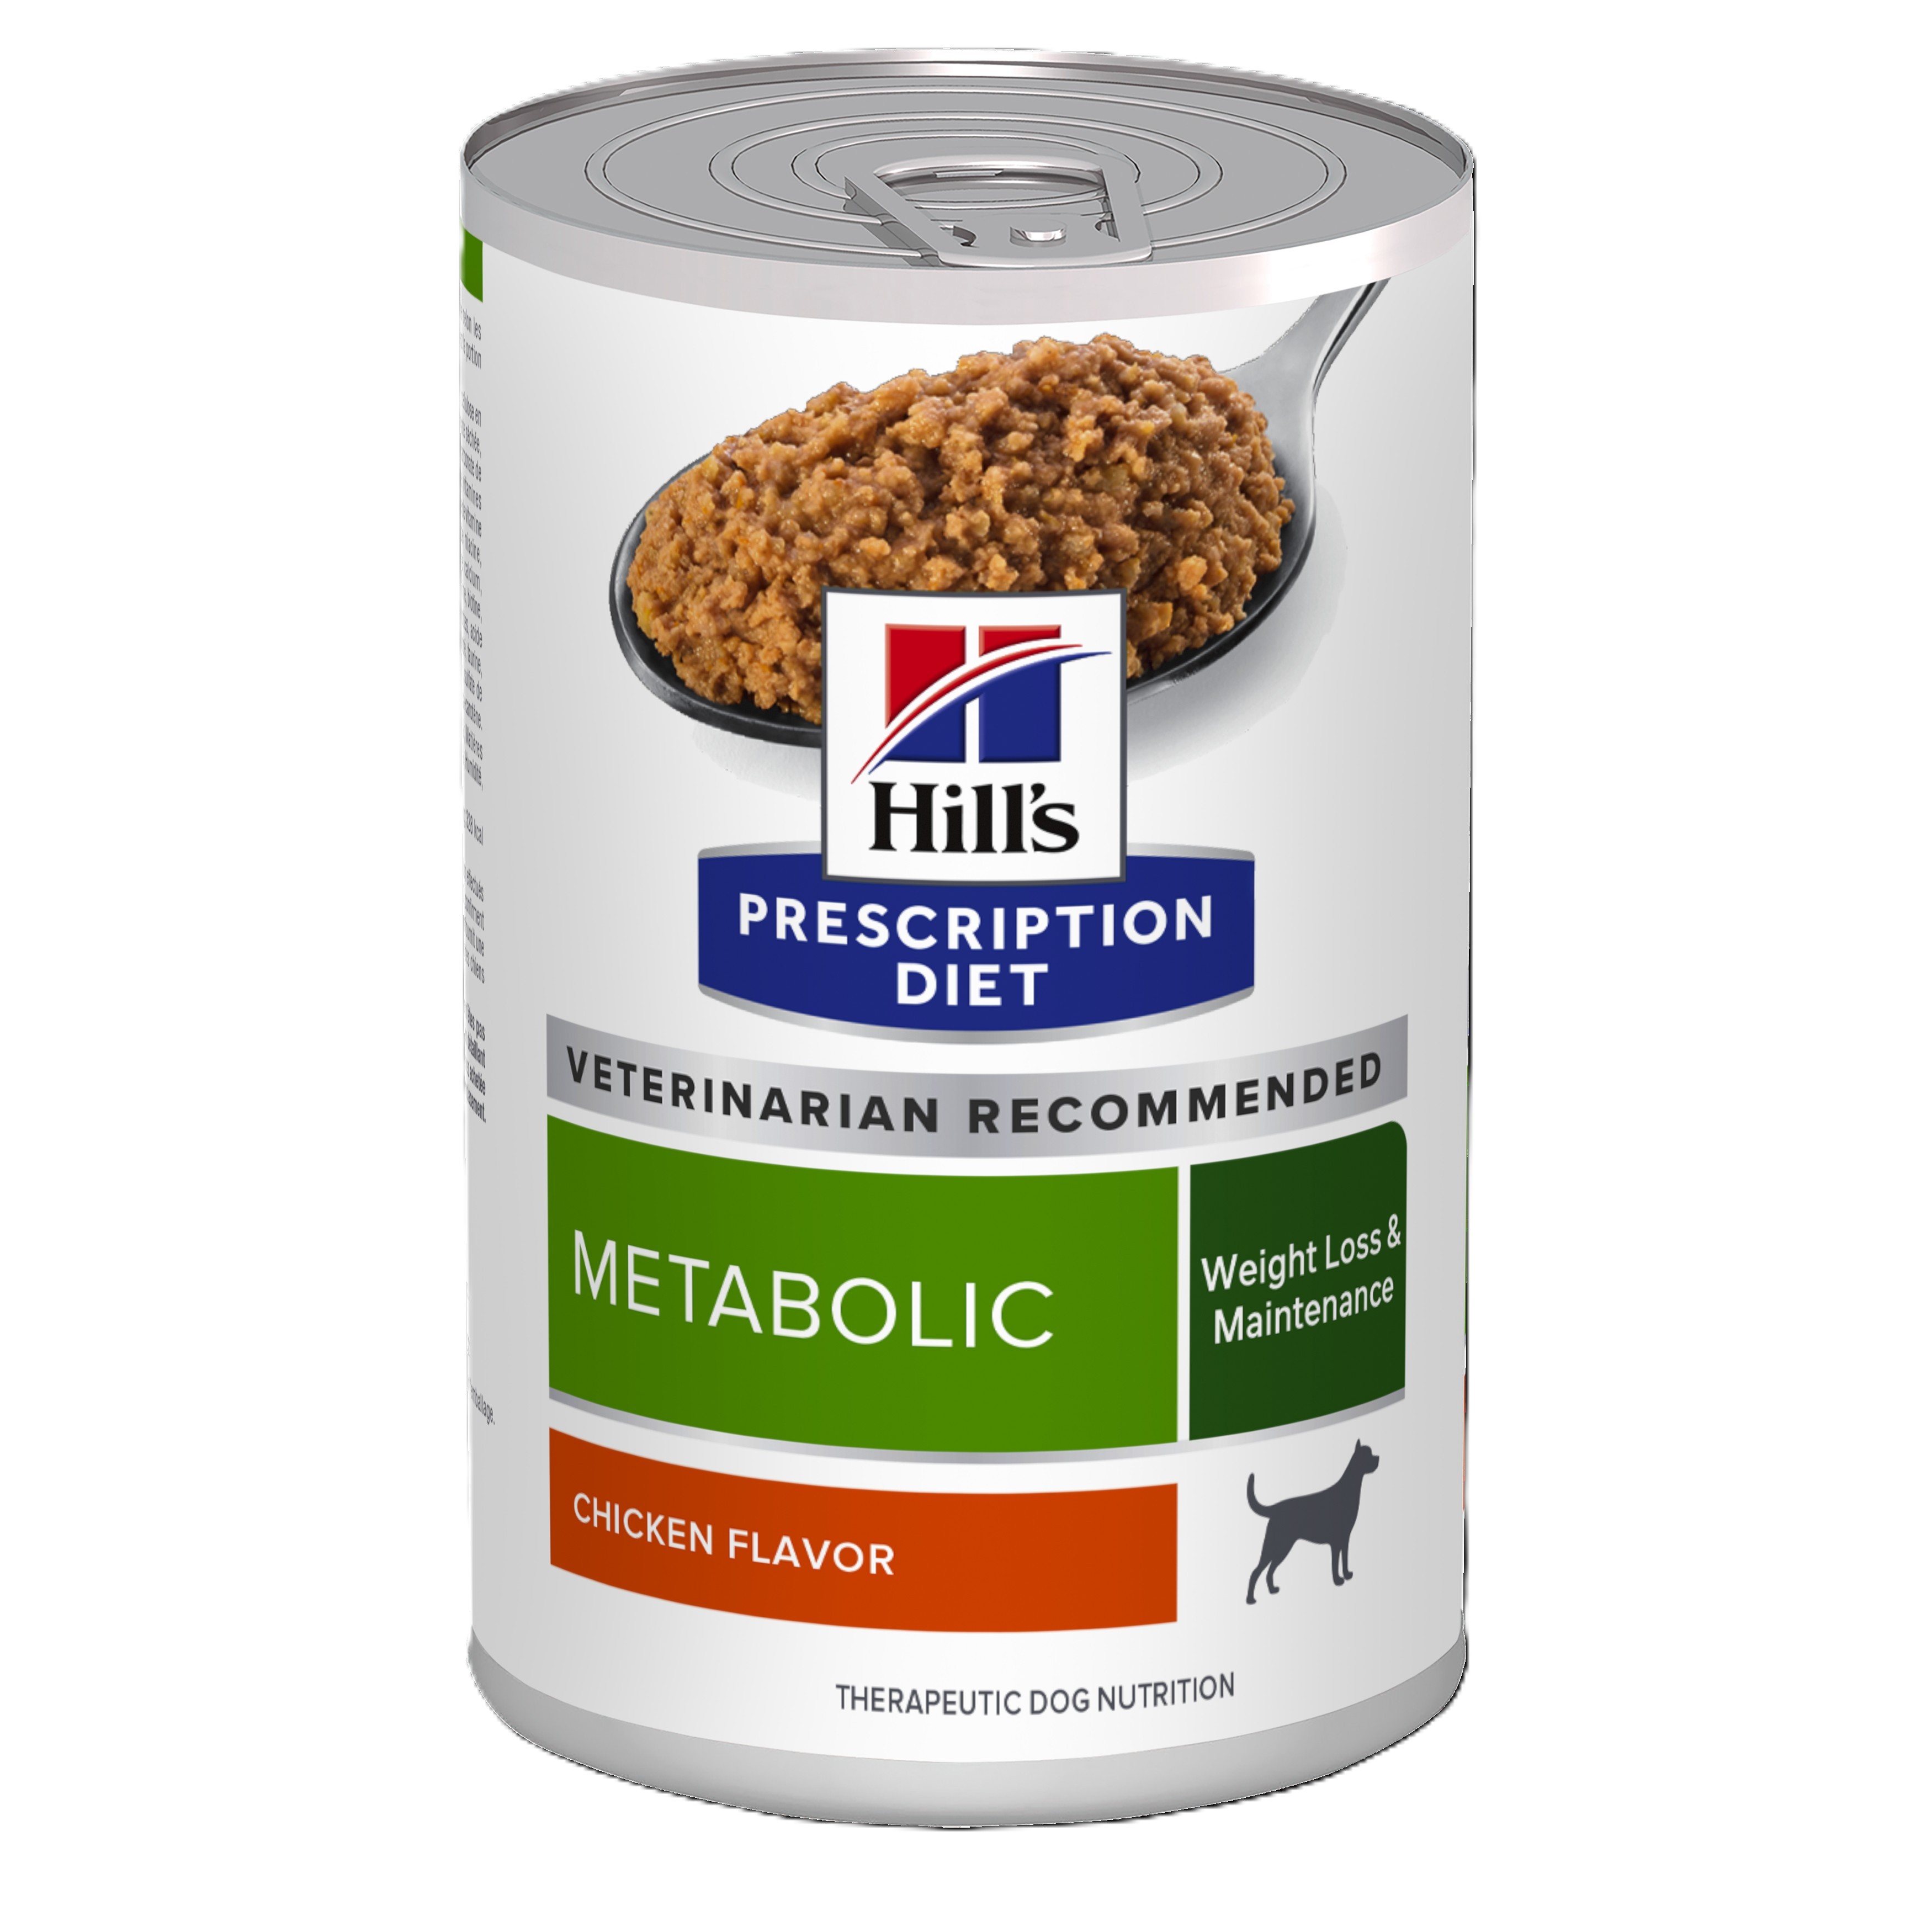 Hill's
PRESCRIPTION
DIET
VETERINARIAN RECOMMENDED
METABOLIC
Weight Loss &
Maintenance
CHICKEN FLAVOR
THERAPEUTIC DOG NUTRITION